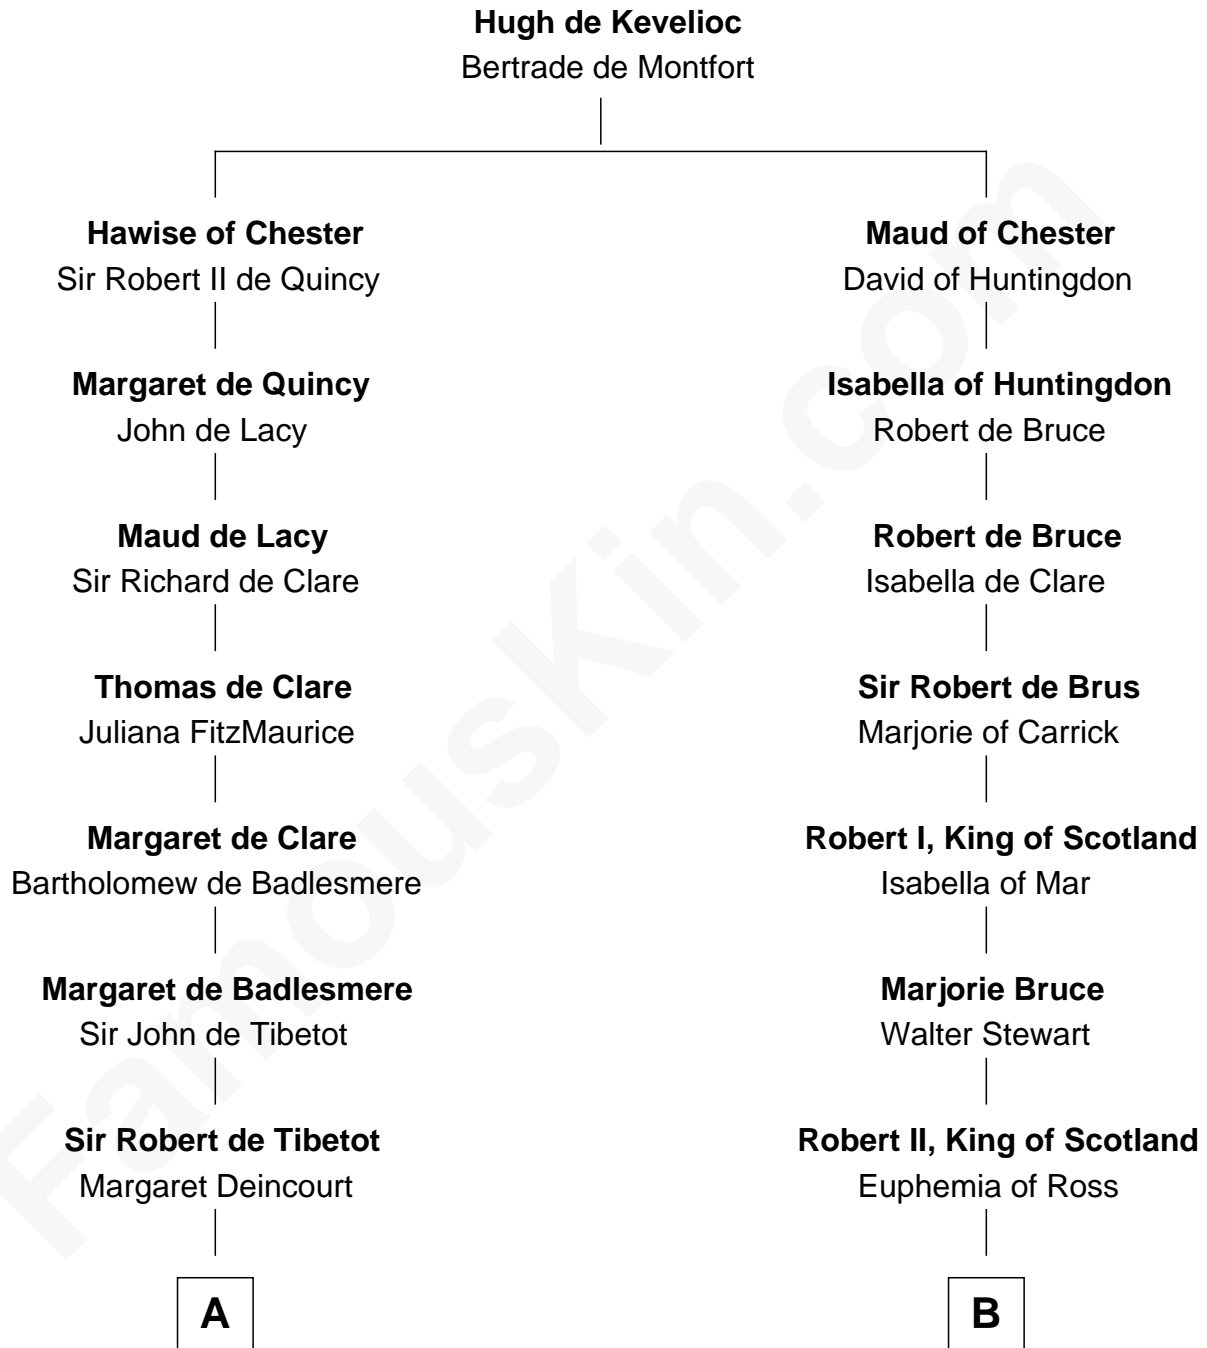 Hugh de Kevelioc
Bertrade de Montfort
Hawise of Chester
Sir Robert II de Quincy
Maud of Chester
David of Huntingdon
Margaret de Quincy
John de Lacy
Isabella of Huntingdon
Robert de Bruce
Maud de Lacy
Sir Richard de Clare
Robert de Bruce
Isabella de Clare
Thomas de Clare
Juliana FitzMaurice
Sir Robert de Brus
Marjorie of Carrick
Margaret de Clare
Bartholomew de Badlesmere
Robert I, King of Scotland
Isabella of Mar
Margaret de Badlesmere
Sir John de Tibetot
Marjorie Bruce
Walter Stewart
Sir Robert de Tibetot
Margaret Deincourt
Robert II, King of Scotland
Euphemia of Ross
A
B
FamousKin.com